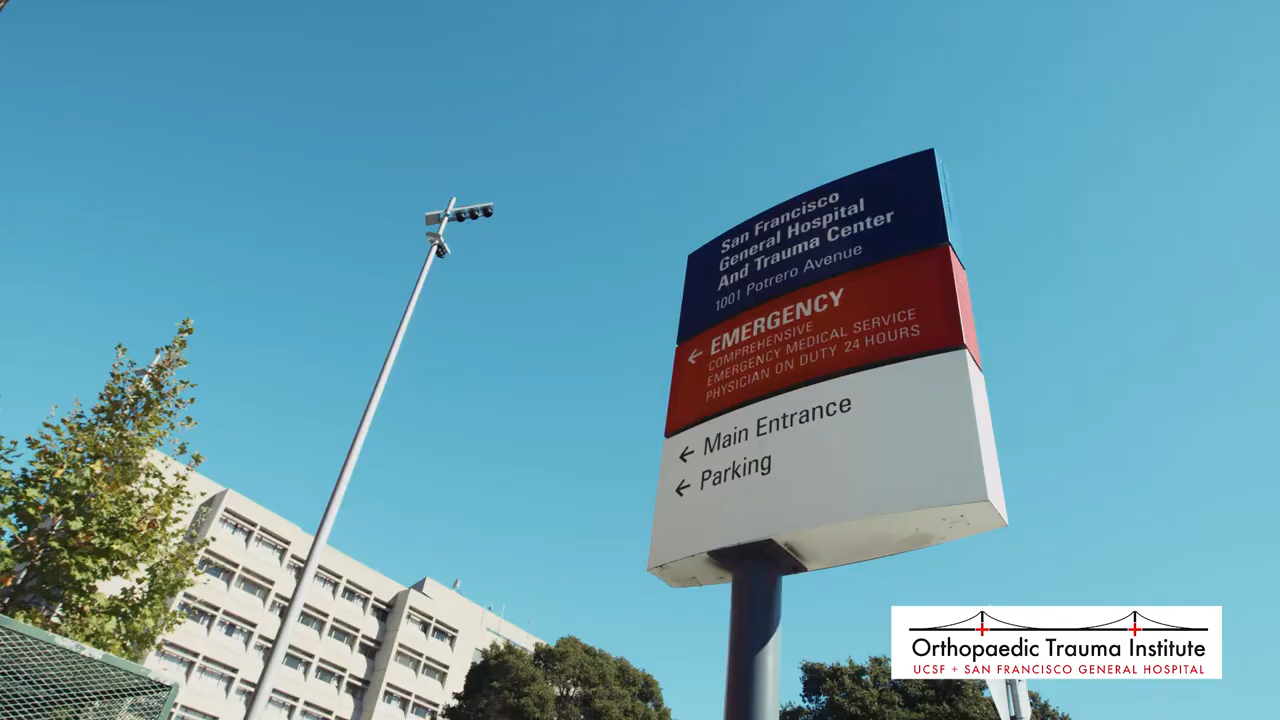 San Francisco
General Hospital
And Trauma Center
1001 Potrero Avenue
← EMERGENCY
COMPREHENSIVE
EMERGENCY MEDICAL SERVICE
PHYSICIAN ON DUTY 24 HOURS
← Main Entrance
← Parking
Orthopaedic Trauma Institute
UCSF + SAN FRANCISCO GENERAL HOSPITAL